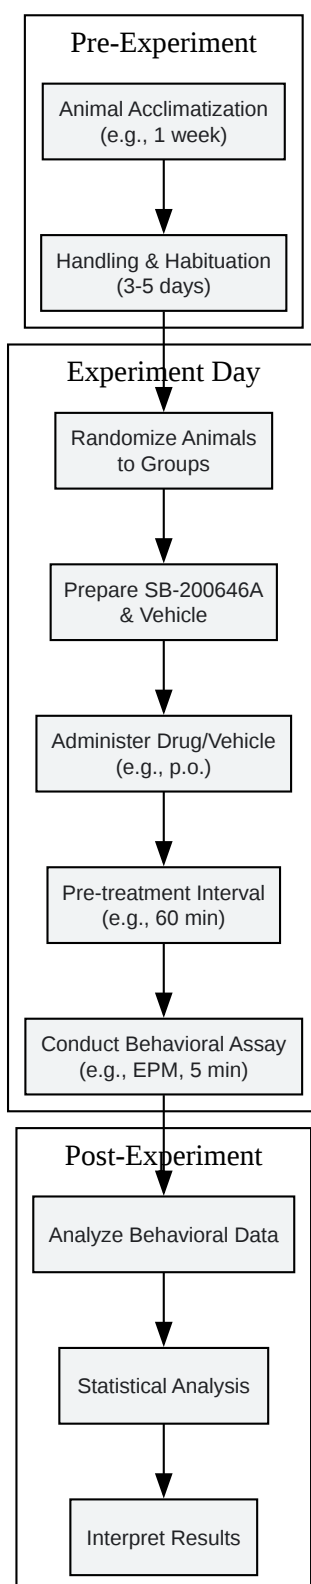 Pre-Experiment
Animal Acclimatization
(e.g., 1 week)
Handling & Habituation
(3-5 days)
Experiment Day
Randomize Animals
to Groups
Prepare SB-200646A
& Vehicle
Administer Drug/Vehicle
(e.g., p.o.)
Pre-treatment Interval
(e.g., 60 min)
Conduct Behavioral Assay
(e.g., EPM, 5 min)
Post-Experiment
Analyze Behavioral Data
Statistical Analysis
Interpret Results